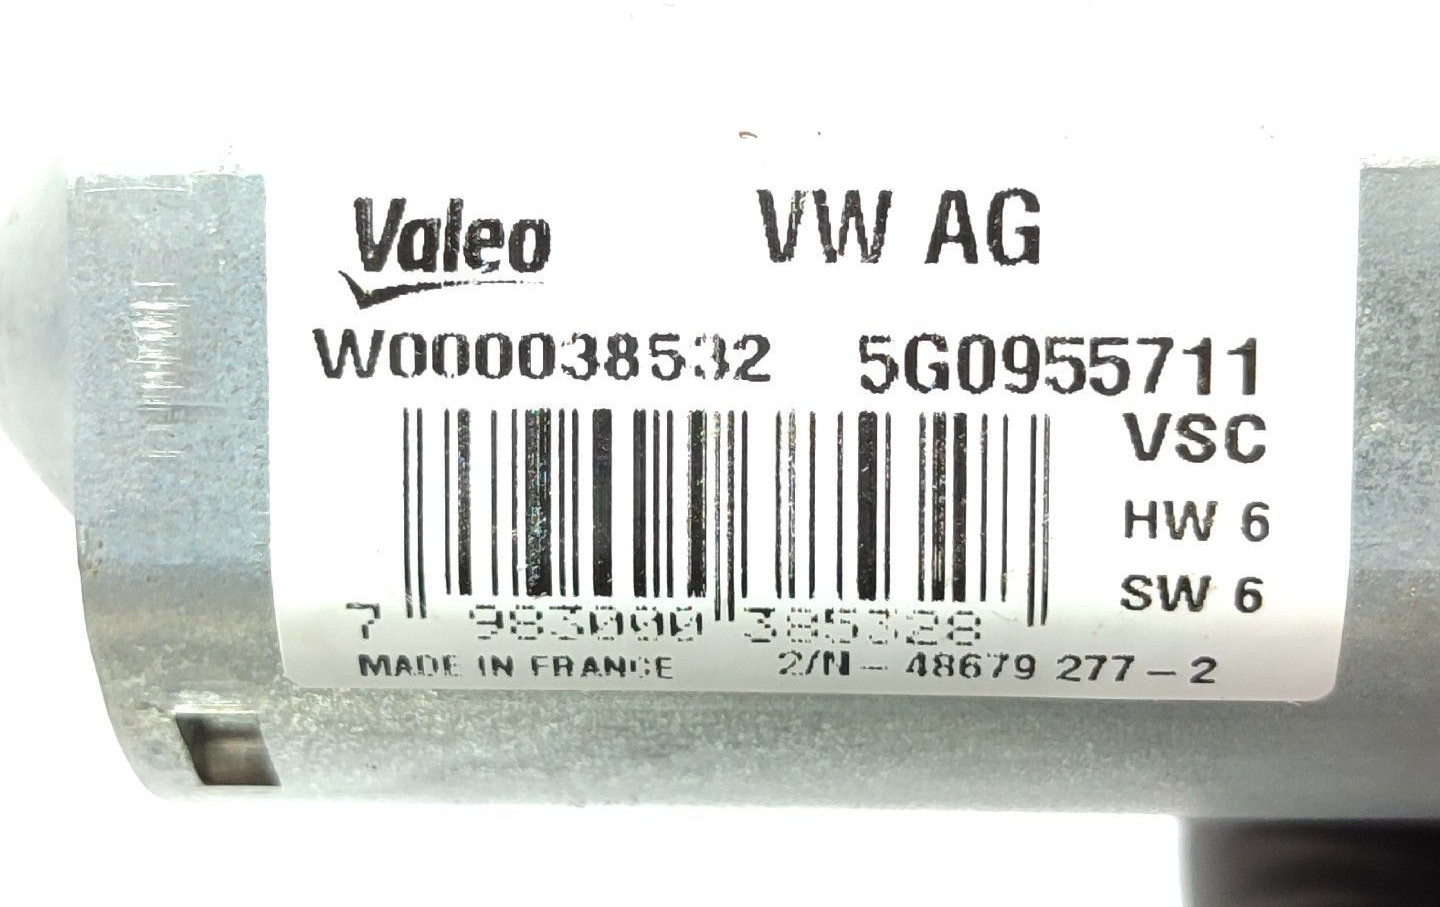 Valeo VW AG
W000038532 5G0955711
VSC
HW 6
SW 6
7 983000 385328
MADE IN FRANCE 2/N - 48679 277 - 2